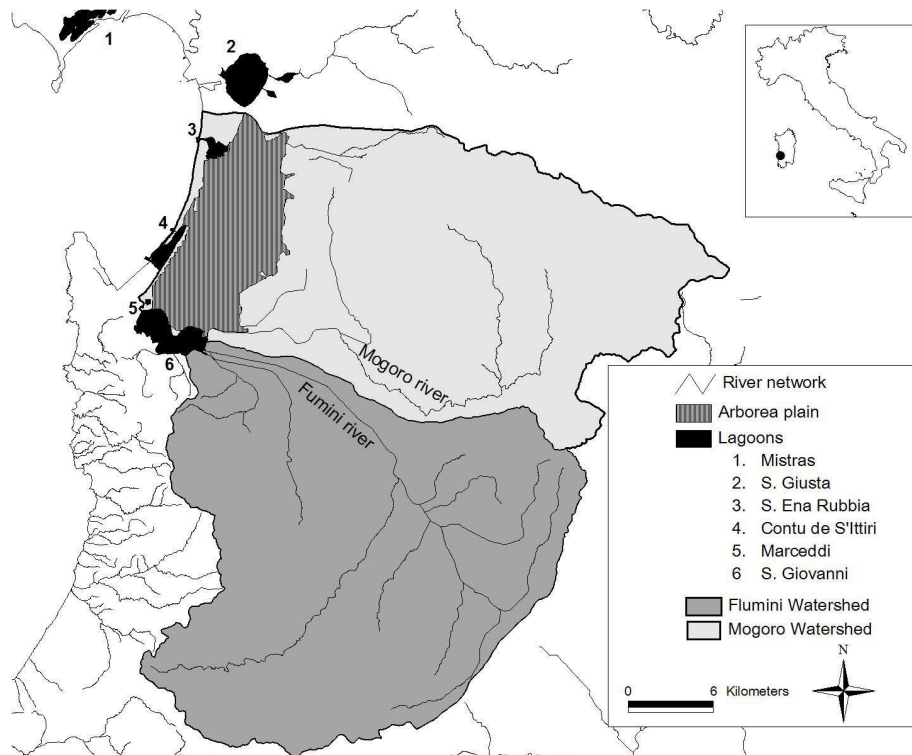 1
2
3
4
5
6
Mogoro river
Fumini river
River network
Arborea plain
Lagoons
1. Mistras
2. S. Giusta
3. S. Ena Rubbia
4. Contu de S'Ittiri
5. Marceddi
6 S. Giovanni
Flumini Watershed
Mogoro Watershed
N
0 6 Kilometers